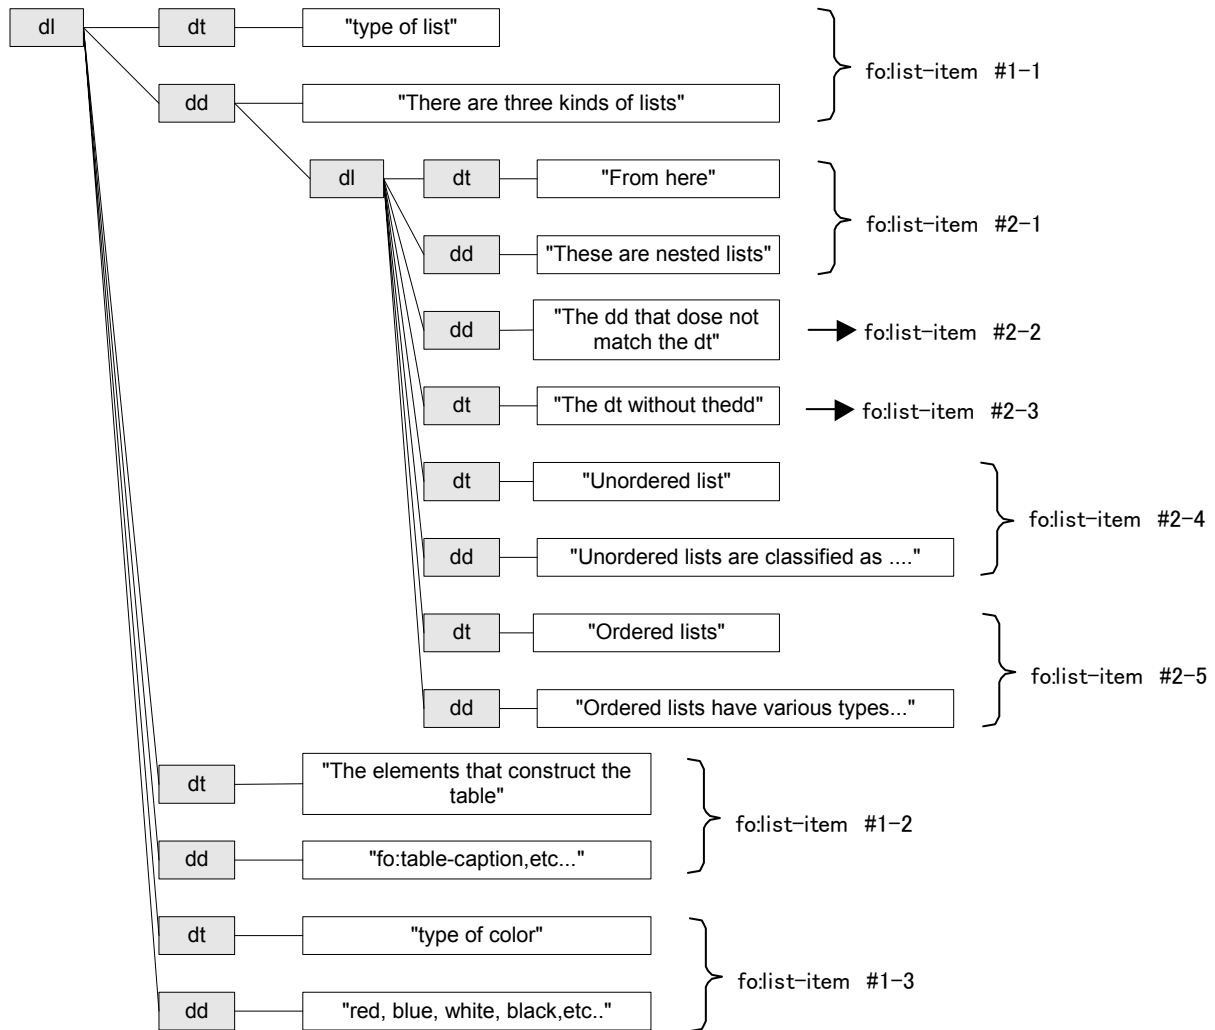 dl
dt
"type of list"
fo:list-item #1-1
dd
"There are three kinds of lists"
dl
dt
"From here"
fo:list-item #2-1
dd
"These are nested lists"
dd
"The dd that dose not
match the dt"
fo:list-item #2-2
dt
"The dt without thedd"
fo:list-item #2-3
dt
"Unordered list"
fo:list-item #2-4
dd
"Unordered lists are classified as ...."
dt
"Ordered lists"
fo:list-item #2-5
dd
"Ordered lists have various types..."
dt
"The elements that construct the
table"
fo:list-item #1-2
dd
"fo:table-caption,etc..."
dt
"type of color"
fo:list-item #1-3
dd
"red, blue, white, black,etc.."